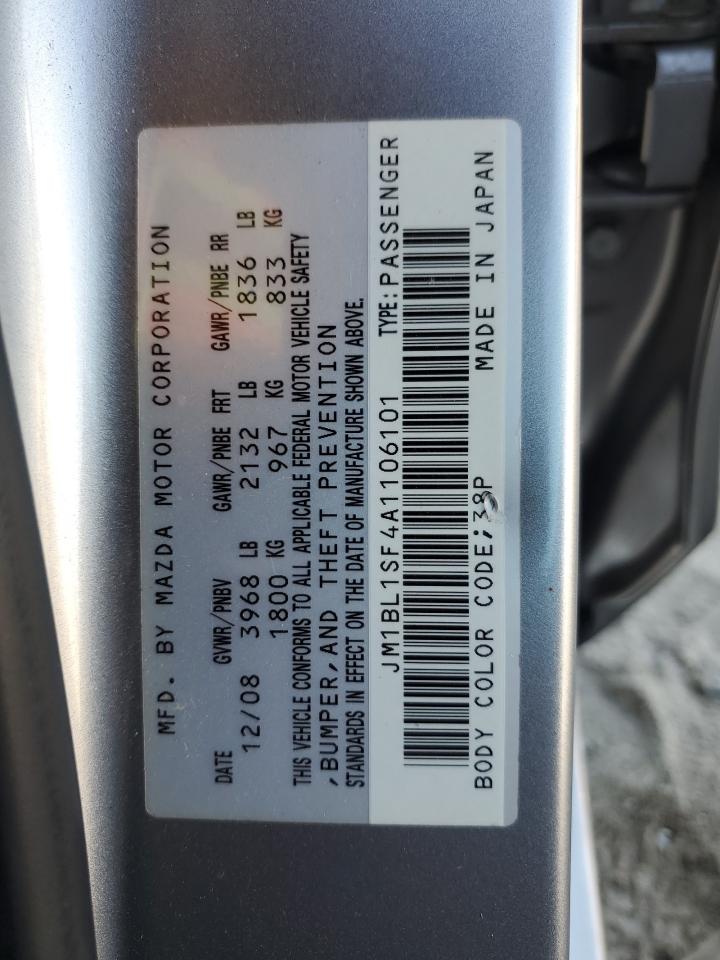 MFD. BY MAZDA MOTOR CORPORATION
DATE GVWR/PNBV GAWR/PNBE FRT GAWR/PNBE RR
12/08 3968 LB 2132 LB 1836 LB
1800 KG 967 KG 833 KG
THIS VEHICLE CONFORMS TO ALL APPLICABLE FEDERAL MOTOR VEHICLE SAFETY
,BUMPER,AND THEFT PREVENTION
STANDARDS IN EFFECT ON THE DATE OF MANUFACTURE SHOWN ABOVE.
JM1BL1SF4A1106101 TYPE:PASSENGER
BODY COLOR CODE;38P MADE IN JAPAN